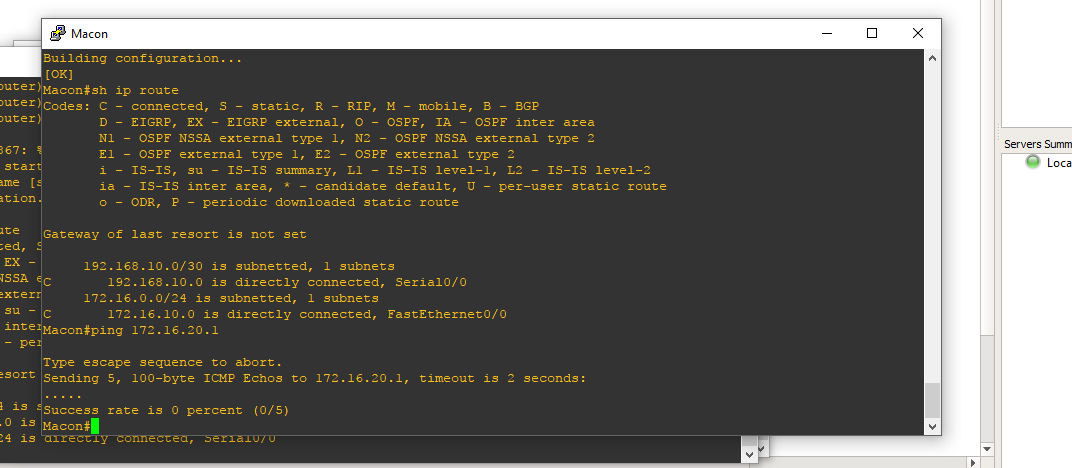 Macon
Building configuration...
[OK]
Macon#sh ip route
Codes: C - connected, S - static, R - RIP, M - mobile, B - BGP
D - EIGRP, EX - EIGRP external, O - OSPF, IA - OSPF inter area
N1 - OSPF NSSA external type 1, N2 - OSPF NSSA external type 2
E1 - OSPF external type 1, E2 - OSPF external type 2
i - IS-IS, su - IS-IS summary, L1 - IS-IS level-1, L2 - IS-IS level-2
ia - IS-IS inter area, * - candidate default, U - per-user static route
o - ODR, P - periodic downloaded static route
Gateway of last resort is not set
192.168.10.0/30 is subnetted, 1 subnets
C 192.168.10.0 is directly connected, Serial0/0
172.16.0.0/24 is subnetted, 1 subnets
C 172.16.10.0 is directly connected, FastEthernet0/0
Macon#ping 172.16.20.1
Type escape sequence to abort.
Sending 5, 100-byte ICMP Echos to 172.16.20.1, timeout is 2 seconds:
.....
Success rate is 0 percent (0/5)
Macon#
outer)
outer)
outer)
367: %
start
ame [s
ation.
ute
ted, S
EX -
NSSA e
extern
su -
inter
- per
esort
4 is s
.0 is
24 is directly connected, Serial0/0
Servers Summ
Loca